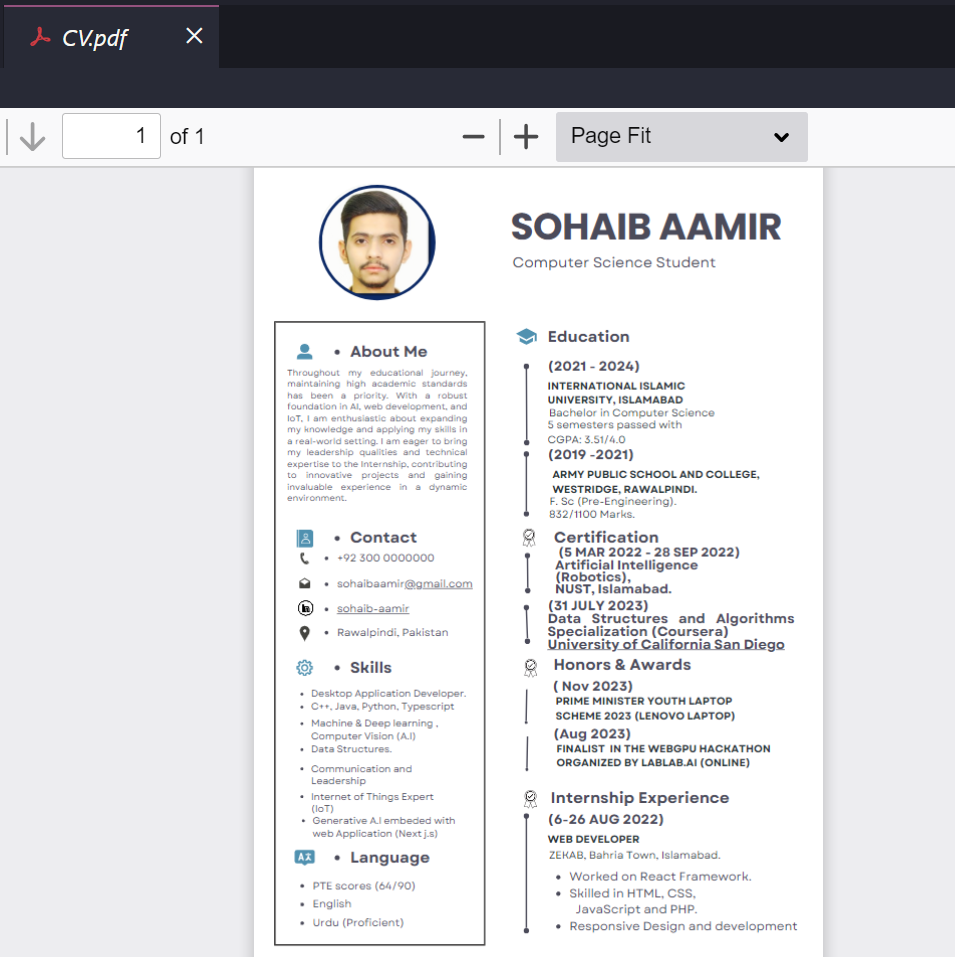 CV.pdf
1 of 1
Page Fit
SOHAIB AAMIR
Computer Science Student
About Me
Throughout my educational journey,
maintaining high academic standards
has been a priority. With a robust
foundation in AI, web development, and
IoT, I am enthusiastic about expanding
my knowledge and applying my skills in
a real-world setting. I am eager to bring
my leadership qualities and technical
expertise to the Internship, contributing
to innovative projects and gaining
invaluable experience in a dynamic
environment.
Contact
+92 300 0000000
sohaibaamir@gmail.com
in
sohaib-aamir
Rawalpindi, Pakistan
Skills
Desktop Application Developer.
C++, Java, Python, Typescript
Machine & Deep learning ,
Computer Vision (A.I)
Data Structures.
Communication and
Leadership
Internet of Things Expert
(IoT)
Generative A.I embeded with
web Application (Next j.s)
Language
PTE scores (64/90)
English
Urdu (Proficient)
Education
(2021 - 2024)
INTERNATIONAL ISLAMIC
UNIVERSITY, ISLAMABAD
Bachelor in Computer Science
5 semesters passed with
CGPA: 3.51/4.0
(2019 -2021)
ARMY PUBLIC SCHOOL AND COLLEGE,
WESTRIDGE, RAWALPINDI.
F. Sc (Pre-Engineering).
832/1100 Marks.
Certification
(5 MAR 2022 - 28 SEP 2022)
Artificial Intelligence
(Robotics),
NUST, Islamabad.
(31 JULY 2023)
Data Structures and Algorithms
Specialization (Coursera)
University of California San Diego
Honors & Awards
( Nov 2023)
PRIME MINISTER YOUTH LAPTOP
SCHEME 2023 (LENOVO LAPTOP)
(Aug 2023)
FINALIST IN THE WEBGPU HACKATHON
ORGANIZED BY LABLAB.AI (ONLINE)
Internship Experience
(6-26 AUG 2022)
WEB DEVELOPER
ZEKAB, Bahria Town, Islamabad.
Worked on React Framework.
Skilled in HTML, CSS,
JavaScript and PHP.
Responsive Design and development